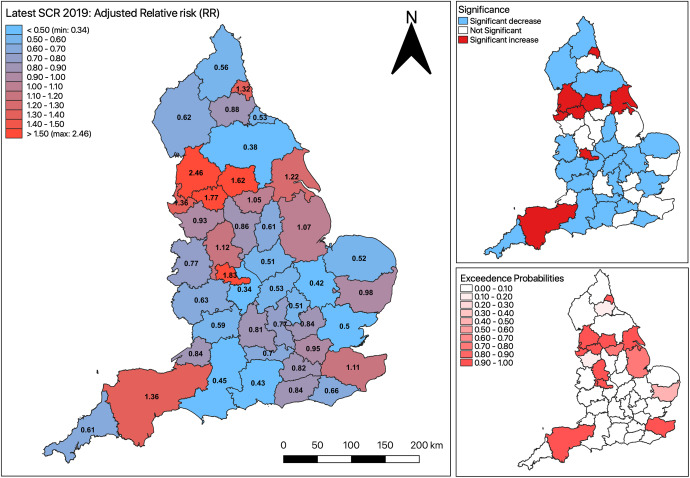 Latest SCR 2019: Adjusted Relative risk (RR)
< 0.50 (min: 0.34)
0.50 - 0.60
0.60 - 0.70
0.70 - 0.80
0.80 - 0.90
0.90 - 1.00
1.00 - 1.10
1.10 - 1.20
1.20 - 1.30
1.30 - 1.40
1.40 - 1.50
> 1.50 (max: 2.46)
N
0.56
1.32
0.88
0.62
0.53
0.38
2.46
1.62
1.22
1.77
1.36
1.05
0.93
0.86
0.61
1.07
1.12
0.77
0.51
0.52
1.83
0.42
0.34
0.53
0.98
0.63
0.51
0.59
0.81
0.77
0.84
0.5
0.84
0.7
0.95
0.82
1.11
0.45
0.43
0.84
0.66
1.36
0.61
0 50 100 150 200 km
Significance
Significant decrease
Not Significant
Significant increase
Exceedence Probabilities
0.00 - 0.10
0.10 - 0.20
0.20 - 0.30
0.30 - 0.40
0.40 - 0.50
0.50 - 0.60
0.60 - 0.70
0.70 - 0.80
0.80 - 0.90
0.90 - 1.00